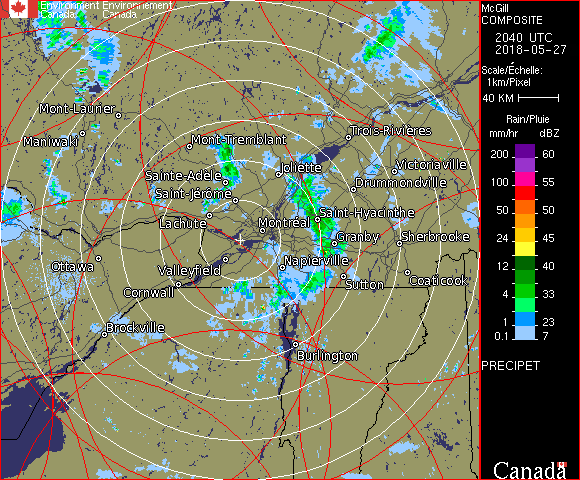 Environment Environnement
Canada Canada
McGill
COMPOSITE
2040 UTC
2018-05-27
Scale/Échelle:
1km/Pixel
40 KM
Rain/Pluie
mm/hr dBZ
200 60
60
100 55
50 50
24 45
12 40
4 33
1 23
0.1 7
PRECIPET
Canada
Mont-Laurier
Maniwaki
Mont-Tremblant
Trois-Rivières
Joliette
Victoriaville
Sainte-Adèle
Drummondville
Saint-Jérôme
Saint-Hyacinthe
Lachute
Montréal
Granby
Sherbrooke
Ottawa
Valleyfield
Napierville
Coaticook
Cornwall
Sutton
Brockville
Burlington